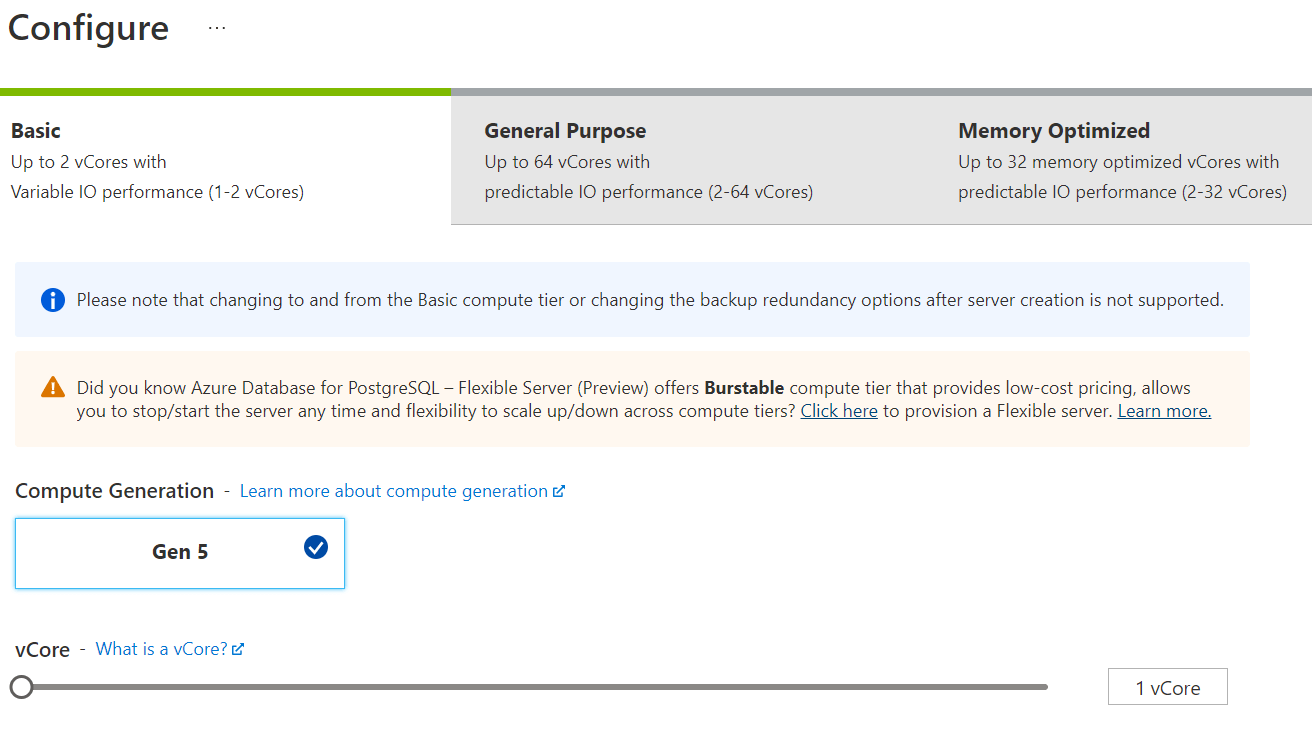 Configure ...
Basic
Up to 2 vCores with
Variable IO performance (1-2 vCores)
General Purpose
Up to 64 vCores with
predictable IO performance (2-64 vCores)
Memory Optimized
Up to 32 memory optimized vCores with
predictable IO performance (2-32 vCores)
Please note that changing to and from the Basic compute tier or changing the backup redundancy options after server creation is not supported.
Did you know Azure Database for PostgreSQL – Flexible Server (Preview) offers Burstable compute tier that provides low-cost pricing, allows
you to stop/start the server any time and flexibility to scale up/down across compute tiers? Click here to provision a Flexible server. Learn more.
Compute Generation - Learn more about compute generation
Gen 5
vCore - What is a vCore?
1 vCore